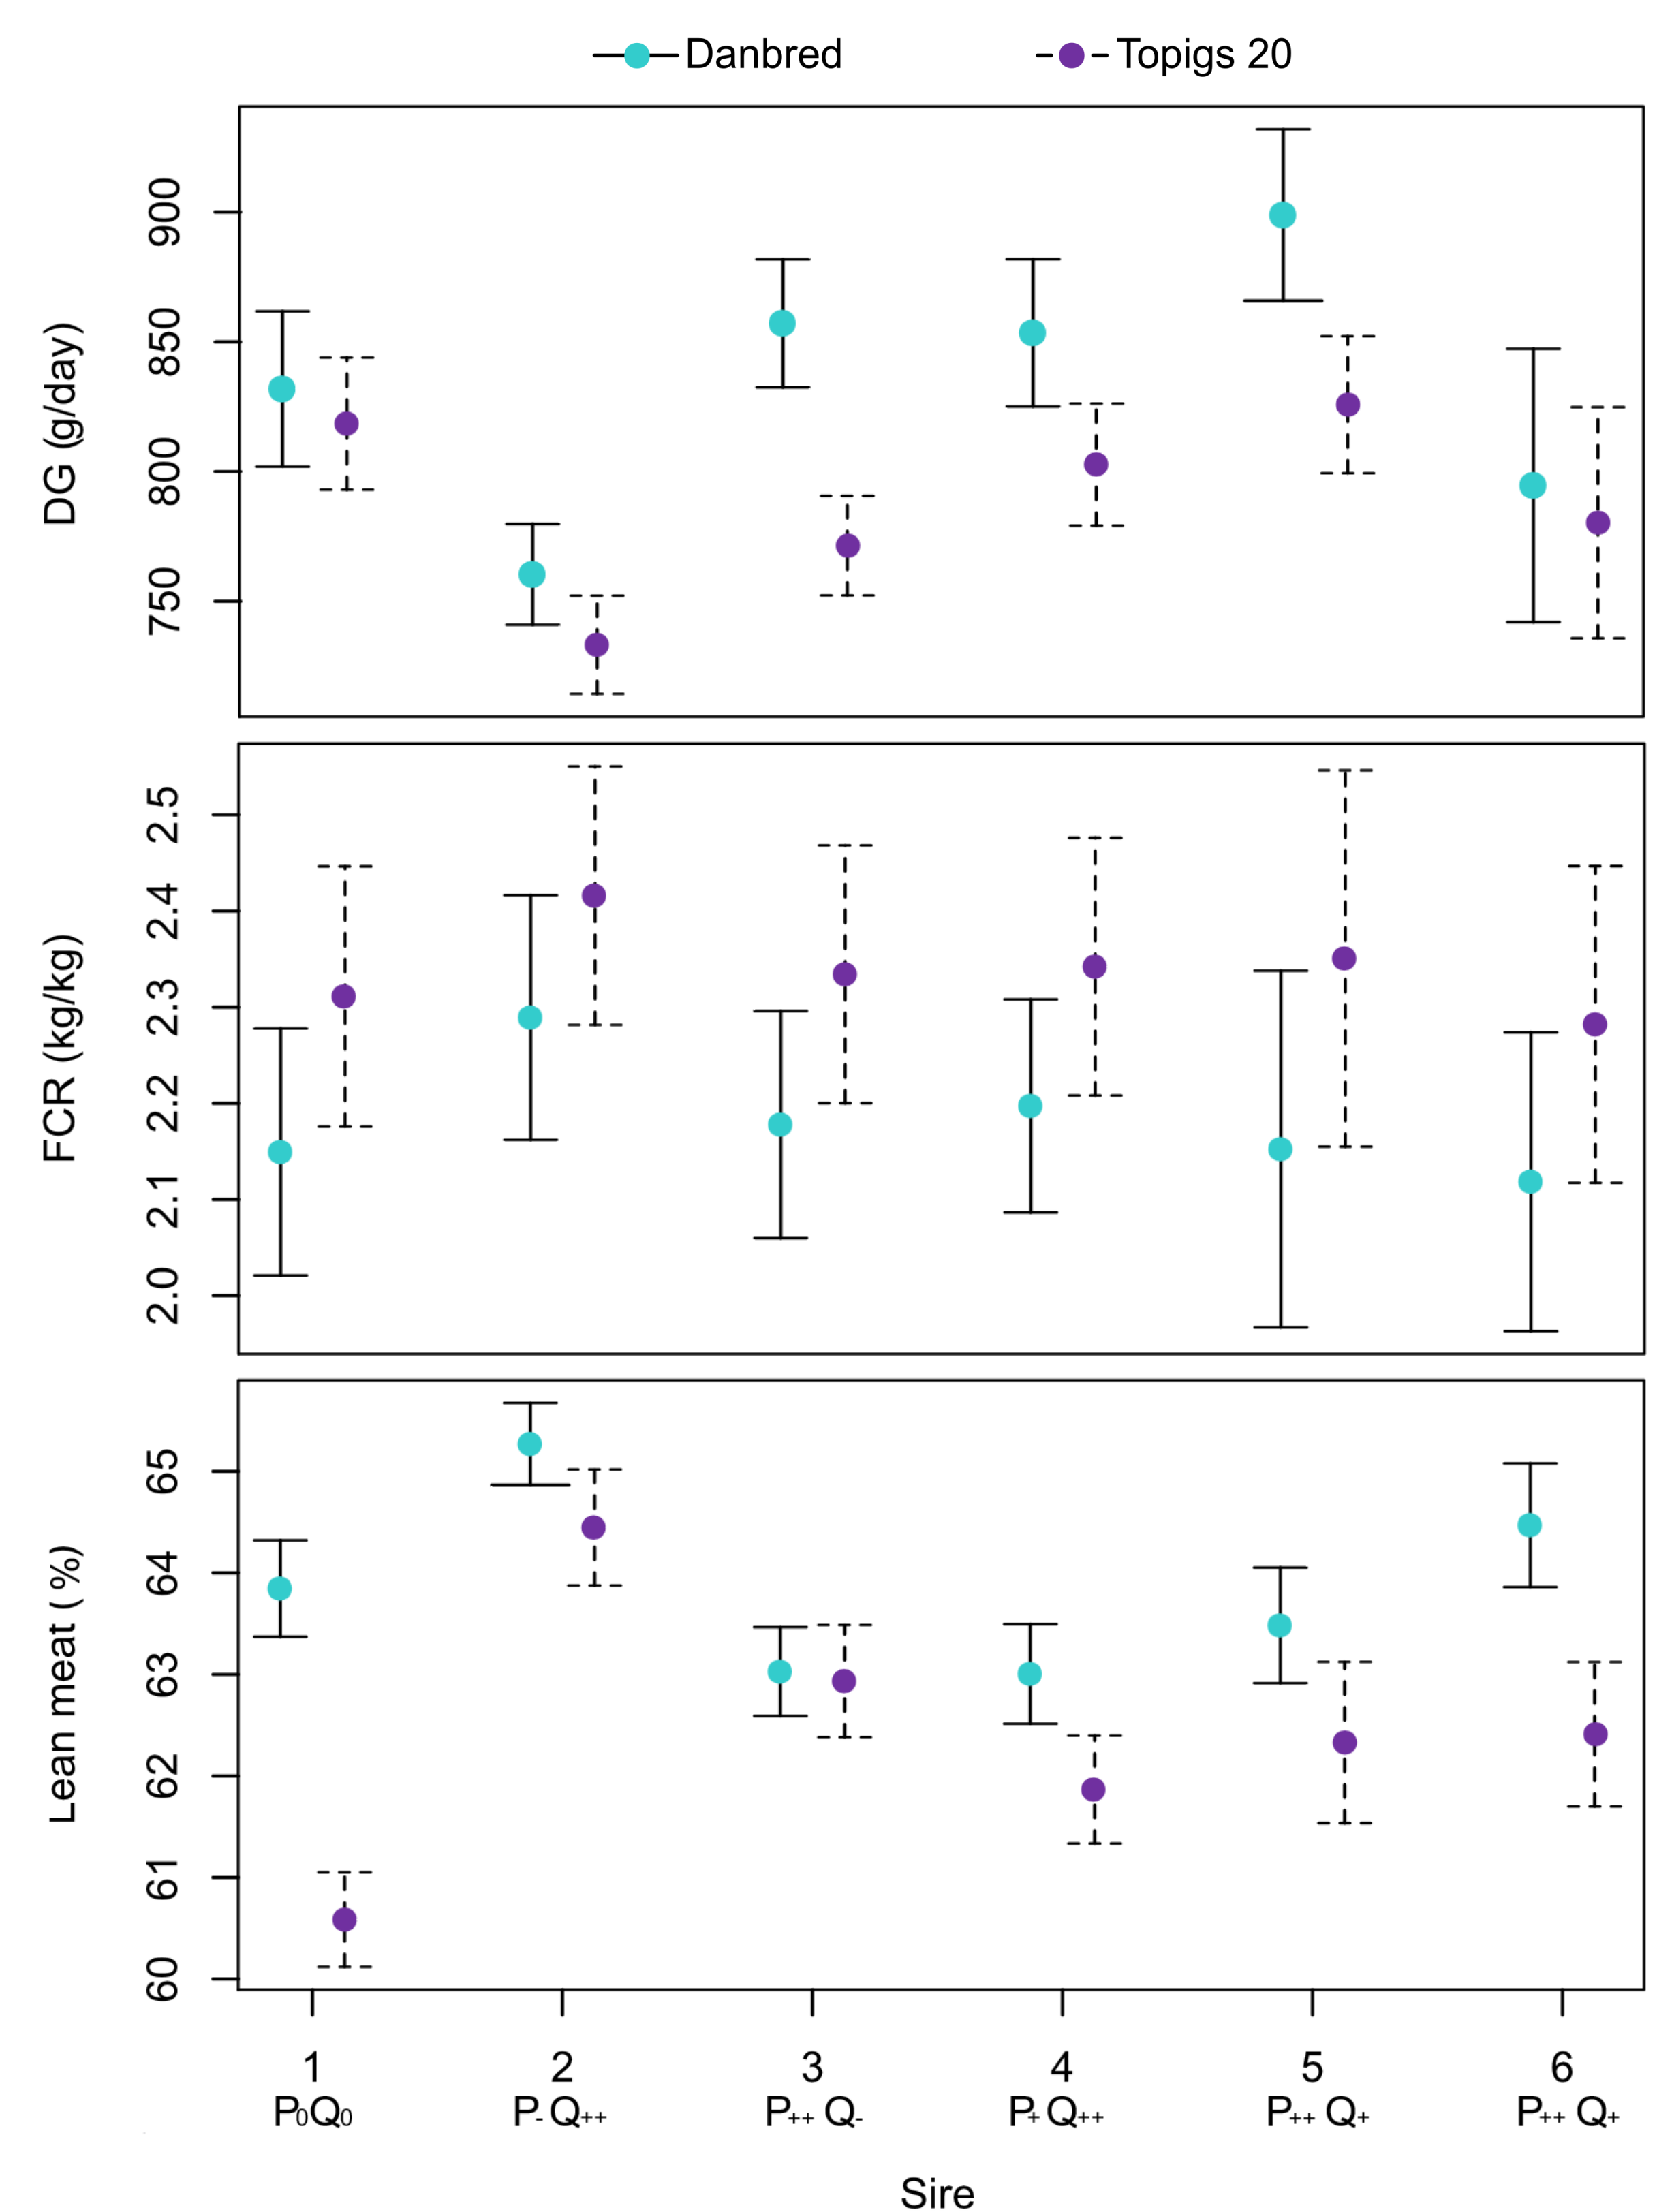 Danbred Topigs 20
DG (g/day)
900
850
800
750
FCR (kg/kg)
2.5
2.4
2.3
2.2
2.1
2.0
Lean meat ( %)
65
64
63
62
61
60
1 2 3 4 5 6
P0Q0 P-Q++ P++Q- P+Q++ P++Q+ P++Q+
Sire